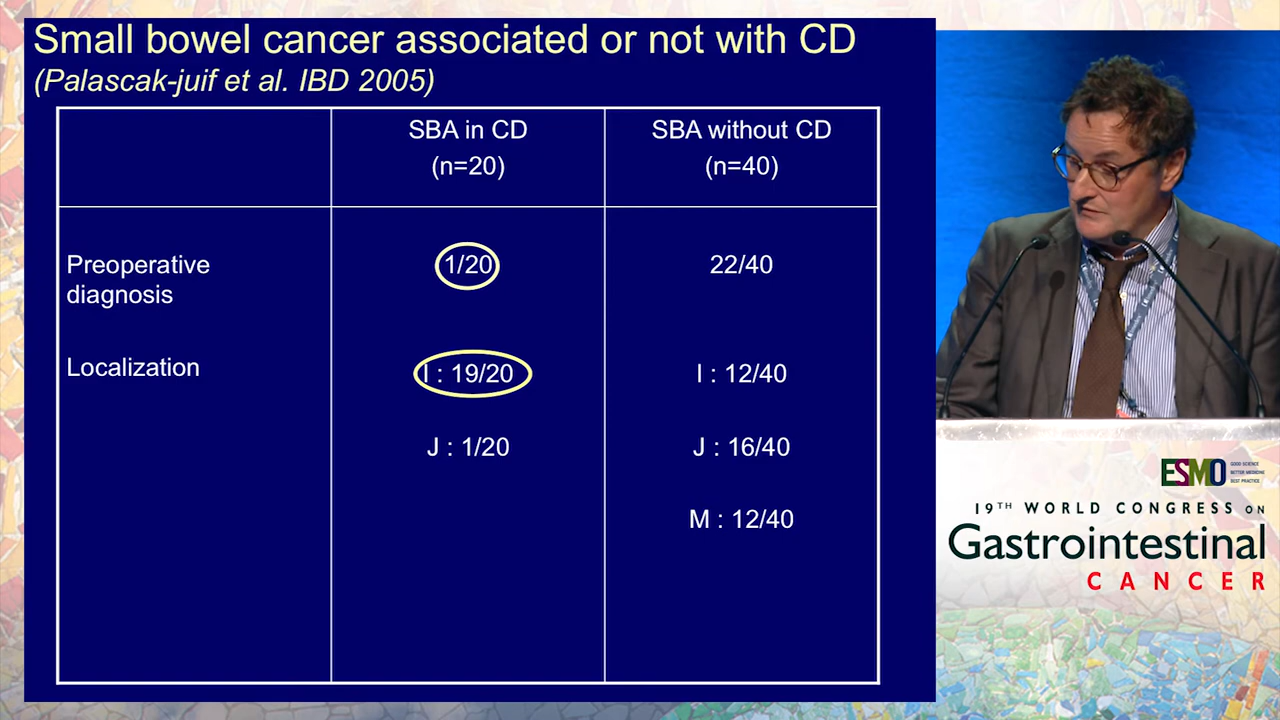 Small bowel cancer associated or not with CD
(Palascak-juif et al. IBD 2005)
SBA in CD
(n=20)
SBA without CD
(n=40)
Preoperative
diagnosis
1/20
22/40
Localization
I : 19/20
I : 12/40
J : 1/20
J : 16/40
M : 12/40
ESMO
GOOD SCIENCE
BETTER MEDICINE
BEST PRACTICE
19TH WORLD CONGRESS ON
Gastrointestinal
CANCER